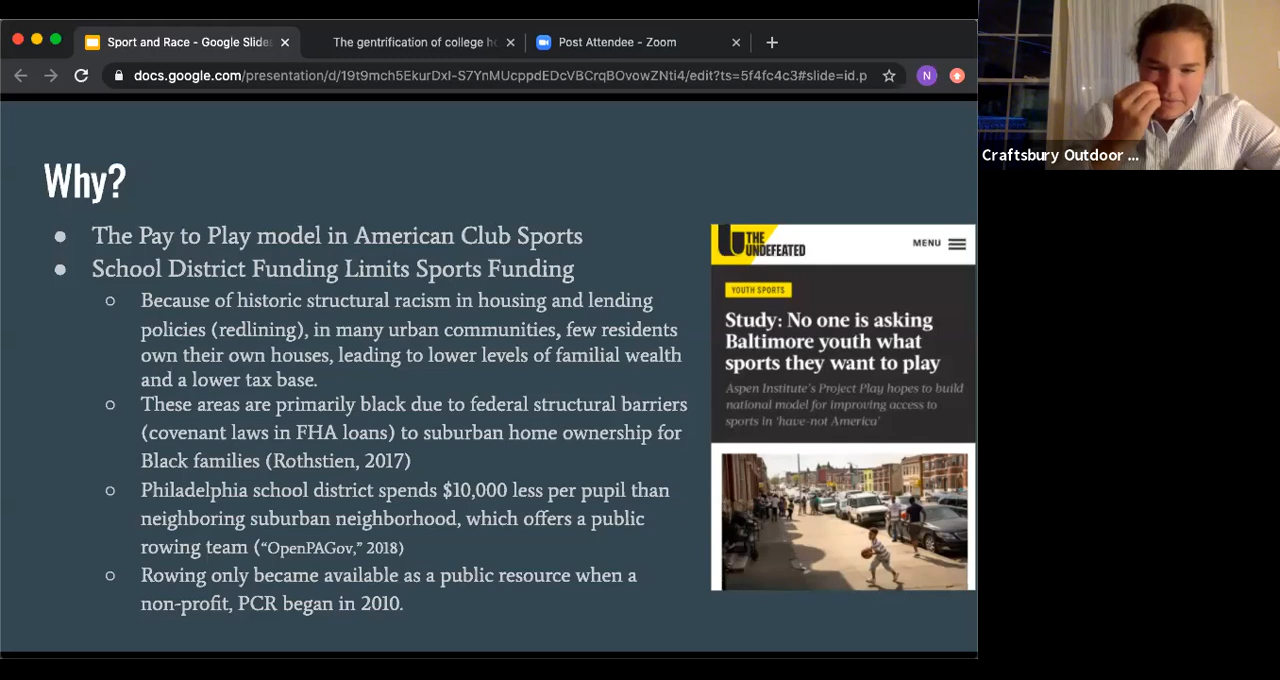 Sport and Race - Google Slides
The gentrification of college he
Post Attendee - Zoom
docs.google.com/presentation/d/19t9mch5EkurDxI-S7YnMUcppdEDcVBCrqBOvowZNti4/edit?ts=5f4fc4c3#slide=id.p
N
Craftsbury Outdoor ...
Why?
The Pay to Play model in American Club Sports
School District Funding Limits Sports Funding
Because of historic structural racism in housing and lending
policies (redlining), in many urban communities, few residents
own their own houses, leading to lower levels of familial wealth
and a lower tax base.
These areas are primarily black due to federal structural barriers
(covenant laws in FHA loans) to suburban home ownership for
Black families (Rothstien, 2017)
Philadelphia school district spends $10,000 less per pupil than
neighboring suburban neighborhood, which offers a public
rowing team (“OpenPAGov,” 2018)
Rowing only became available as a public resource when a
non-profit, PCR began in 2010.
U THE
UNDEFEATED
MENU
YOUTH SPORTS
Study: No one is asking
Baltimore youth what
sports they want to play
Aspen Institute's Project Play hopes to build
national model for improving access to
sports in 'have-not America'